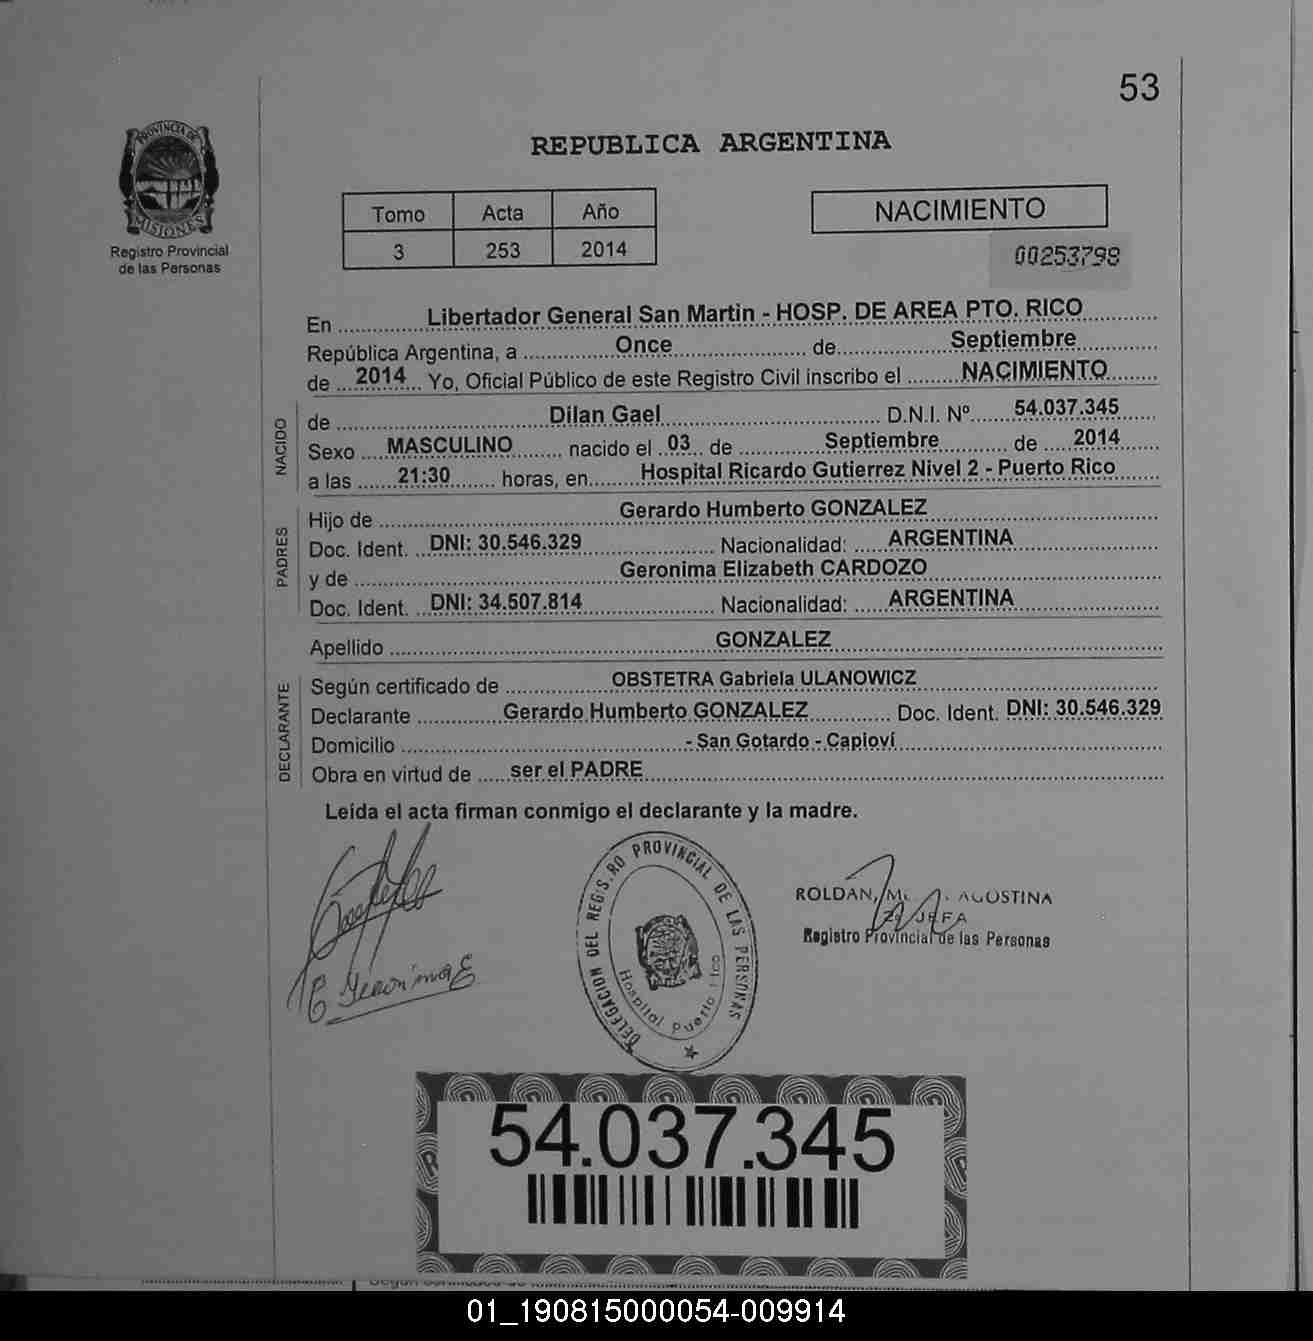 53
PROVINCIA DE
MISIONES
Registro Provincial
de las Personas
REPUBLICA ARGENTINA
Tomo Acta Año
3 253 2014
NACIMIENTO
00253798
En Libertador General San Martin - HOSP. DE AREA PTO. RICO
República Argentina, a Once de Septiembre
de 2014 Yo, Oficial Público de este Registro Civil inscribo el NACIMIENTO
NACIDO
de Dilan Gael D.N.I. Nº 54.037.345
Sexo MASCULINO nacido el 03 de Septiembre de 2014
a las 21:30 horas, en Hospital Ricardo Gutierrez Nivel 2 - Puerto Rico
PADRES
Hijo de Gerardo Humberto GONZALEZ
Doc. Ident. DNI: 30.546.329 Nacionalidad: ARGENTINA
y de Geronima Elizabeth CARDOZO
Doc. Ident. DNI: 34.507.814 Nacionalidad: ARGENTINA
Apellido GONZALEZ
DECLARANTE
Según certificado de OBSTETRA Gabriela ULANOWICZ
Declarante Gerardo Humberto GONZALEZ Doc. Ident. DNI: 30.546.329
Domicilio - San Gotardo - Capioví
Obra en virtud de ser el PADRE
Leída el acta firman conmigo el declarante y la madre.
DELEGACION DEL REGIS.RO PROVINCIAL DE LAS PERSONAS
Hospital Puerto Rico
ROLDAN, AGOSTINA
JEFA
Registro Provincial de las Personas
54.037.345
01_190815000054-009914